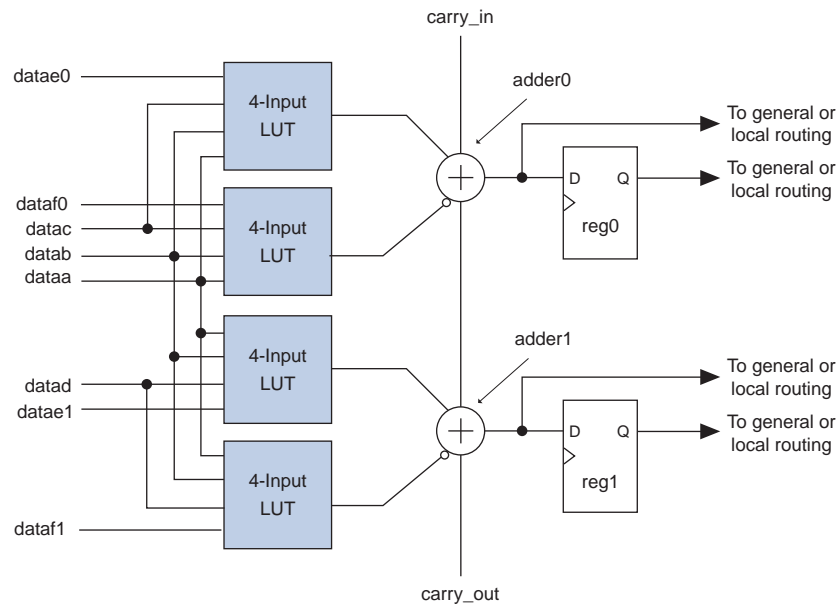 carry_in
adder0
datae0
4-Input
LUT
To general or
local routing
D Q
reg0
To general or
local routing
dataf0
datac
datab
dataa
4-Input
LUT
adder1
4-Input
LUT
To general or
local routing
datad
datae1
D Q
reg1
To general or
local routing
4-Input
LUT
dataf1
carry_out